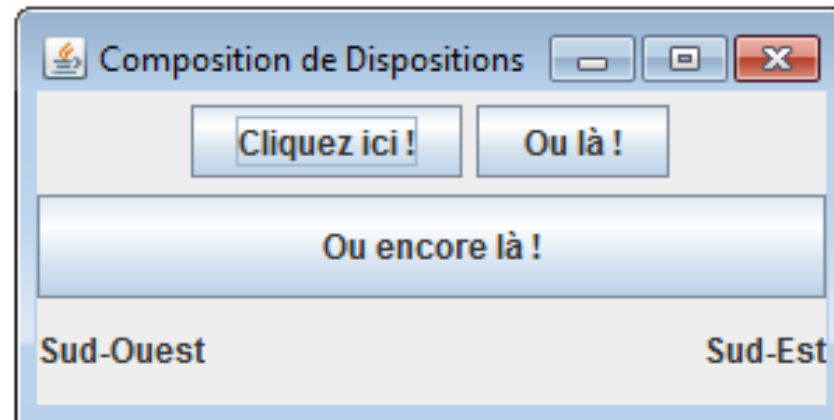 Composition de Dispositions
Cliquez ici ! Ou là !
Ou encore là !
Sud-Ouest Sud-Est